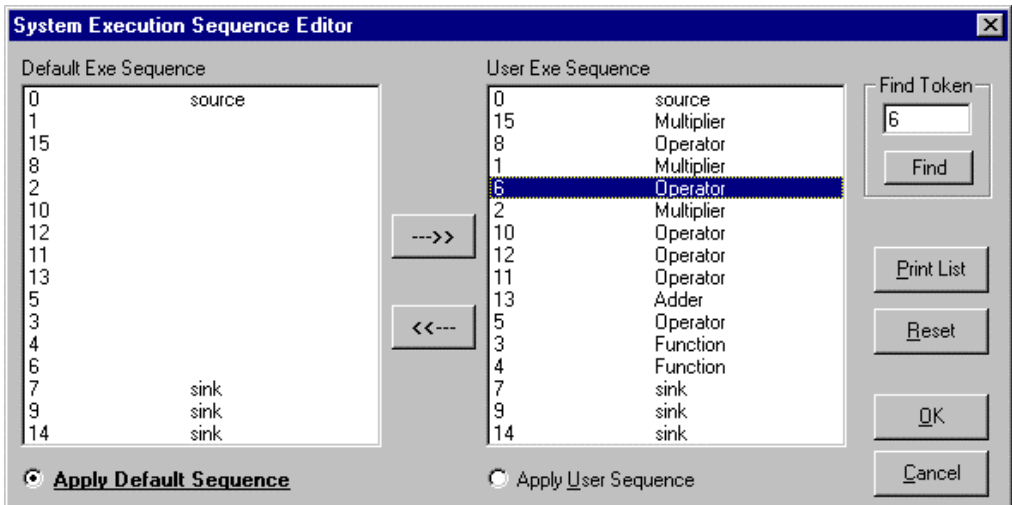 System Execution Sequence Editor
Default Exe Sequence
0 source
1
15
8
2
10
12
11
13
5
3
4
6
7 sink
9 sink
14 sink
Apply Default Sequence
--->>
<<---
User Exe Sequence
0 source
15 Multiplier
8 Operator
1 Multiplier
6 Operator
2 Multiplier
10 Operator
12 Operator
11 Operator
13 Adder
5 Operator
3 Function
4 Function
7 sink
9 sink
14 sink
Apply User Sequence
Find Token
6
Find
Print List
Reset
OK
Cancel